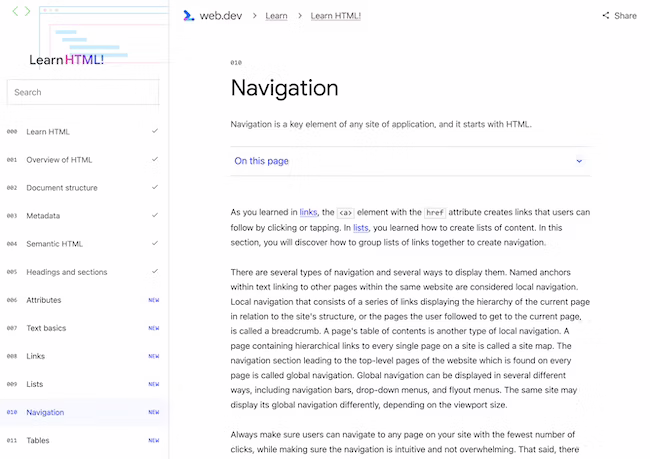 web.dev > Learn > Learn HTML!
Share
Learn HTML!
Search
000 Learn HTML
001 Overview of HTML
002 Document structure
003 Metadata
004 Semantic HTML
005 Headings and sections
006 Attributes NEW
007 Text basics NEW
008 Links NEW
009 Lists NEW
010 Navigation NEW
011 Tables NEW
010
Navigation
Navigation is a key element of any site of application, and it starts with HTML.
On this page
As you learned in links, the <a> element with the href attribute creates links that users can
follow by clicking or tapping. In lists, you learned how to create lists of content. In this
section, you will discover how to group lists of links together to create navigation.
There are several types of navigation and several ways to display them. Named anchors
within text linking to other pages within the same website are considered local navigation.
Local navigation that consists of a series of links displaying the hierarchy of the current page
in relation to the site's structure, or the pages the user followed to get to the current page,
is called a breadcrumb. A page's table of contents is another type of local navigation. A
page containing hierarchical links to every single page on a site is called a site map. The
navigation section leading to the top-level pages of the website which is found on every
page is called global navigation. Global navigation can be displayed in several different
ways, including navigation bars, drop-down menus, and flyout menus. The same site may
display its global navigation differently, depending on the viewport size.
Always make sure users can navigate to any page on your site with the fewest number of
clicks, while making sure the navigation is intuitive and not overwhelming. That said, there